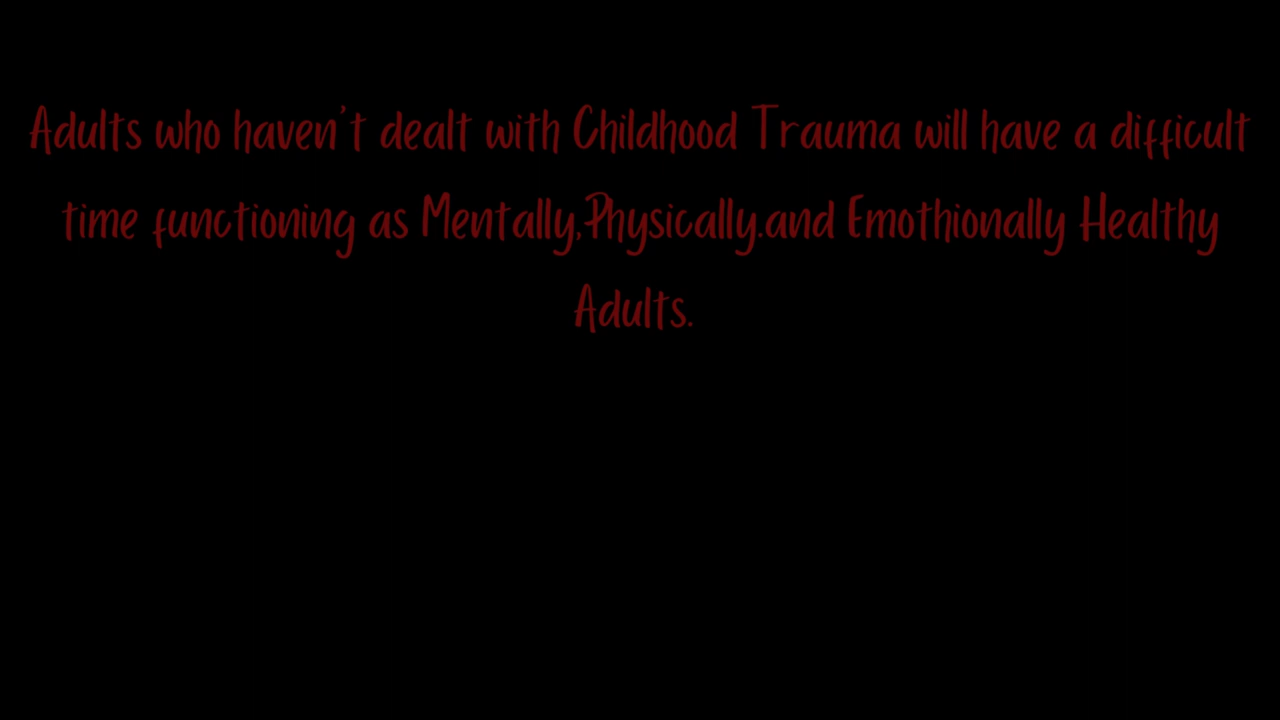 Adults who haven't dealt with Childhood Trauma will have a difficult
time functioning as Mentally,Physically.and Emothionally Healthy
Adults.